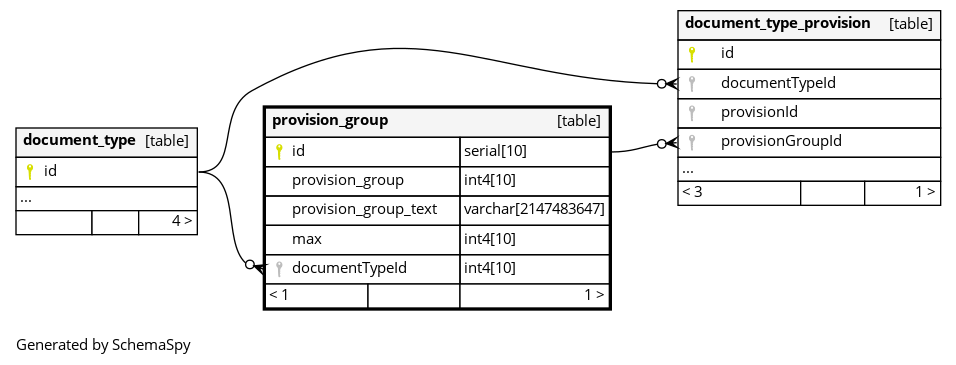 document_type_provision [table]
id
documentTypeId
provisionId
provisionGroupId
...
< 3 1 >
provision_group [table]
id serial[10]
provision_group int4[10]
provision_group_text varchar[2147483647]
max int4[10]
documentTypeId int4[10]
< 1 1 >
document_type [table]
id
...
4 >
Generated by SchemaSpy